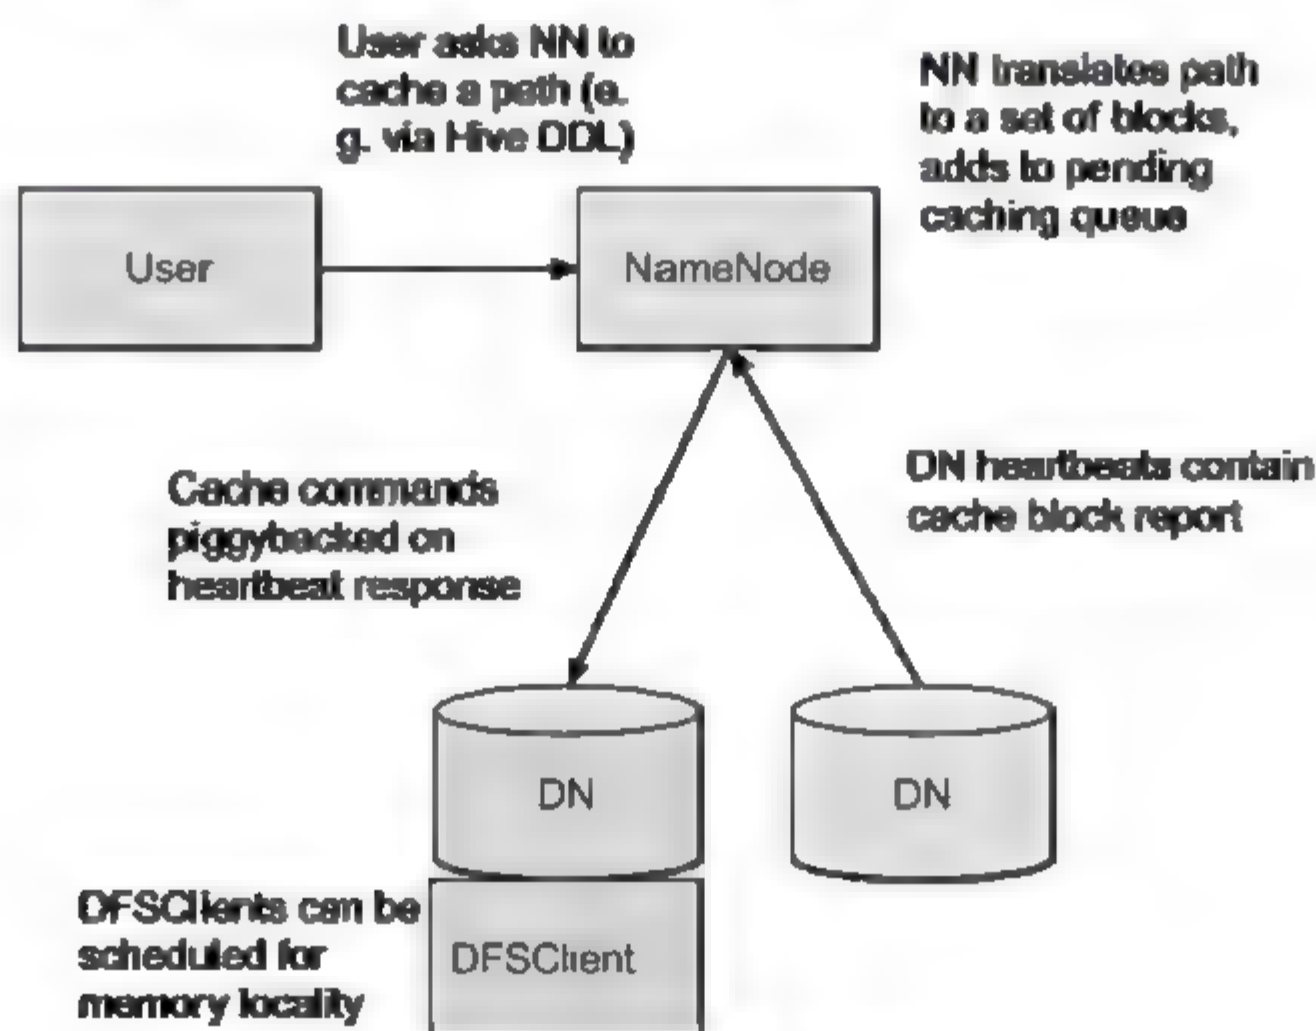 User asks NN to
cache a path (e.
g. via Hive DDL)
NN translates path
to a set of blocks,
adds to pending
caching queue
User
NameNode
Cache commands
piggybacked on
heartbeat response
DN heartbeats contain
cache block report
DN
DN
DFSClients can be
scheduled for
memory locality
DFSClient